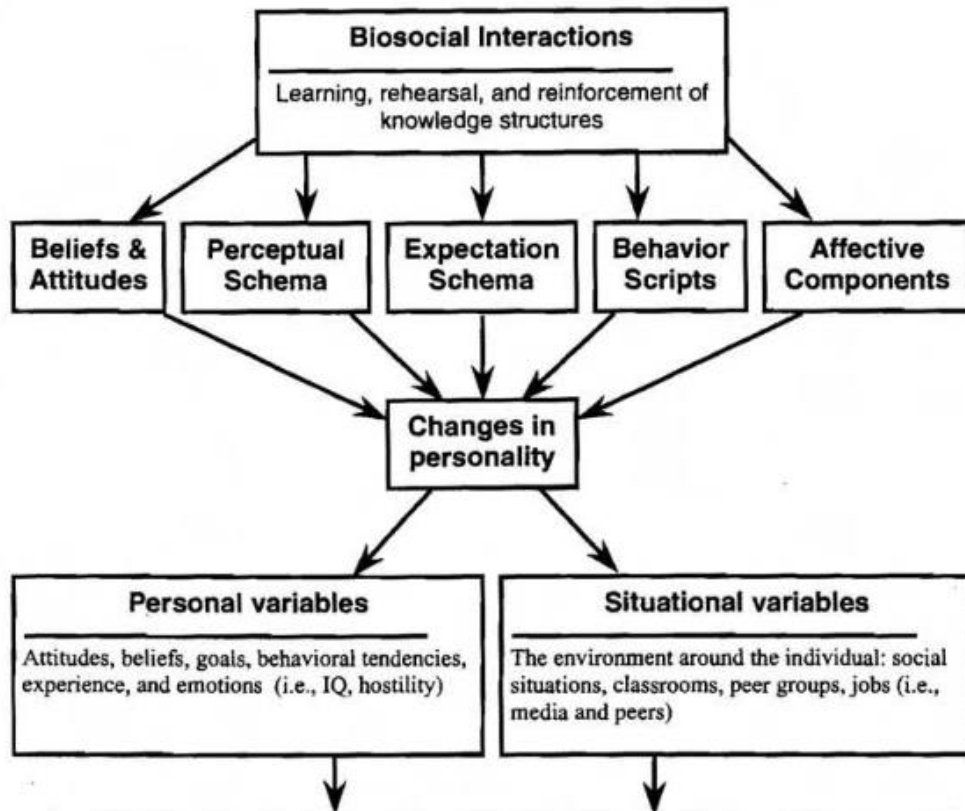 Biosocial Interactions
Learning, rehearsal, and reinforcement of
knowledge structures
Beliefs &
Attitudes
Perceptual
Schema
Expectation
Schema
Behavior
Scripts
Affective
Components
Changes in
personality
Personal variables
Attitudes, beliefs, goals, behavioral tendencies,
experience, and emotions (i.e., IQ, hostility)
Situational variables
The environment around the individual: social
situations, classrooms, peer groups, jobs (i.e.,
media and peers)